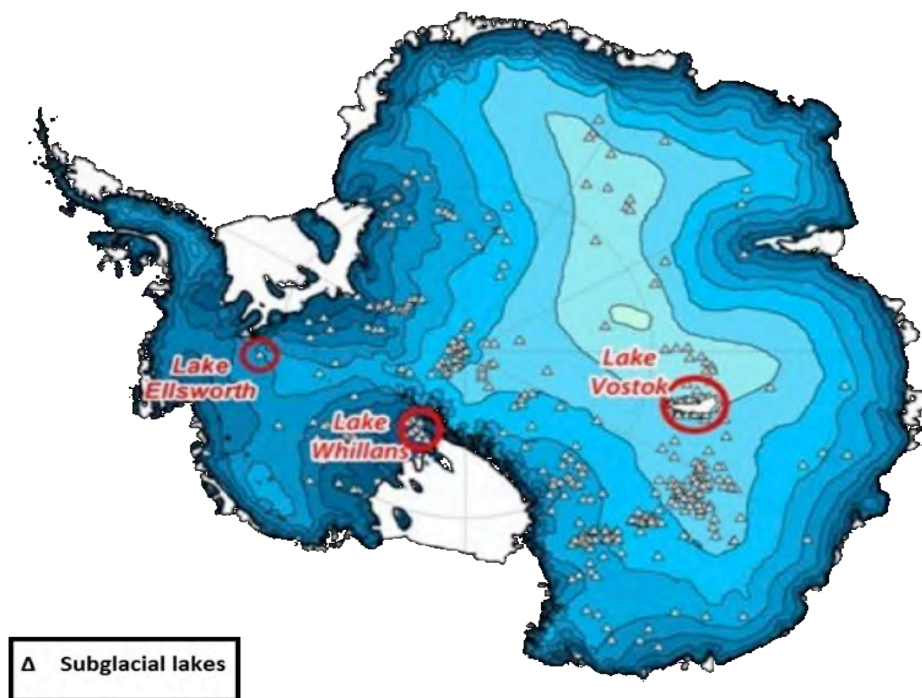 Lake
Ellsworth
Lake
Whillans
Lake
Vostok
Δ Subglacial lakes